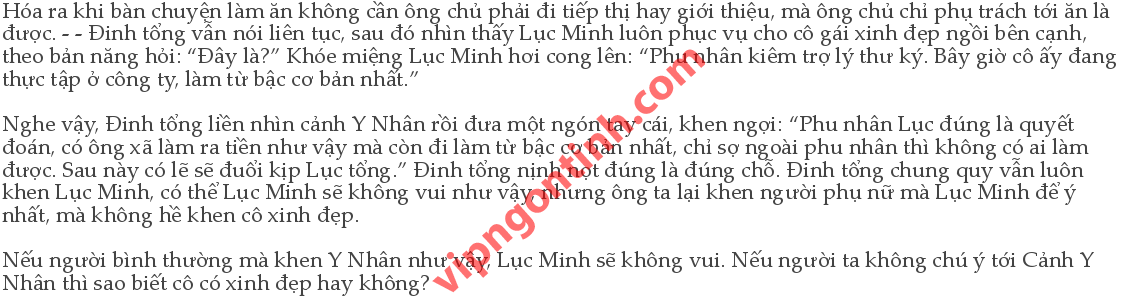 Hóa ra khi bàn chuyện làm ăn không cần ông chủ phải đi tiếp thị hay giới thiệu, mà ông chủ chỉ phụ trách tới ăn là
được. - - Đinh tổng vẫn nói liên tục, sau đó nhìn thấy Lục Minh luôn phục vụ cho cô gái xinh đẹp ngồi bên cạnh,
theo bản năng hỏi: “Đây là?” Khóe miệng Lục Minh hơi cong lên: “Phu nhân kiêm trợ lý thư ký. Bây giờ cô ấy đang
thực tập ở công ty, làm từ bậc cơ bản nhất.”
Nghe vậy, Đinh tổng liền nhìn cảnh Y Nhân rồi đưa một ngón tay cái, khen ngợi: “Phu nhân Lục đúng là quyết
đoán, có ông xã làm ra tiền như vậy mà còn đi làm từ bậc cơ bản nhất, chỉ sợ ngoài phu nhân thì không có ai làm
được. Sau này có lẽ sẽ đuổi kịp Lục tổng.” Đinh tổng nịnh nọt đúng là đúng chỗ. Đinh tổng chung quy vẫn luôn
khen Lục Minh, có thể Lục Minh sẽ không vui như vậy, nhưng ông ta lại khen người phụ nữ mà Lục Minh để ý
nhất, mà không hề khen cô xinh đẹp.
Nếu người bình thường mà khen Y Nhân như vậy, Lục Minh sẽ không vui. Nếu người ta không chú ý tới Cảnh Y
Nhân thì sao biết cô có xinh đẹp hay không?
vipngontinh.com